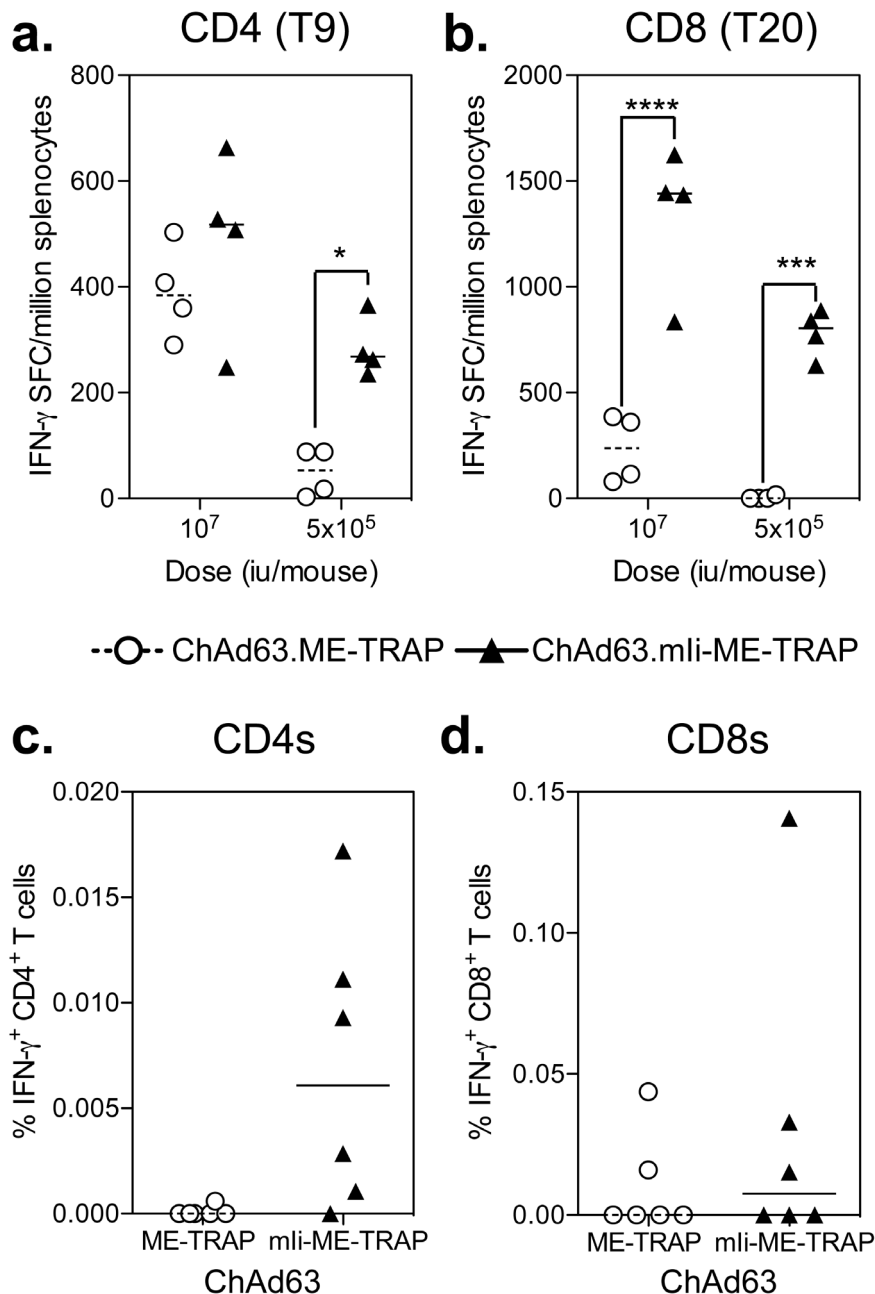 a. CD4 (T9)
IFN-γ SFC/million splenocytes
800
600
400
200
0
*
10⁷
5x10⁵
Dose (iu/mouse)
b. CD8 (T20)
IFN-γ SFC/million splenocytes
2000
1500
1000
500
0
****
***
10⁷
5x10⁵
Dose (iu/mouse)
ChAd63.ME-TRAP
ChAd63.mIi-ME-TRAP
c. CD4s
% IFN-γ⁺ CD4⁺ T cells
0.020
0.015
0.010
0.005
0.000
ME-TRAP
mIi-ME-TRAP
ChAd63
d. CD8s
% IFN-γ⁺ CD8⁺ T cells
0.15
0.10
0.05
0.00
ME-TRAP
mIi-ME-TRAP
ChAd63